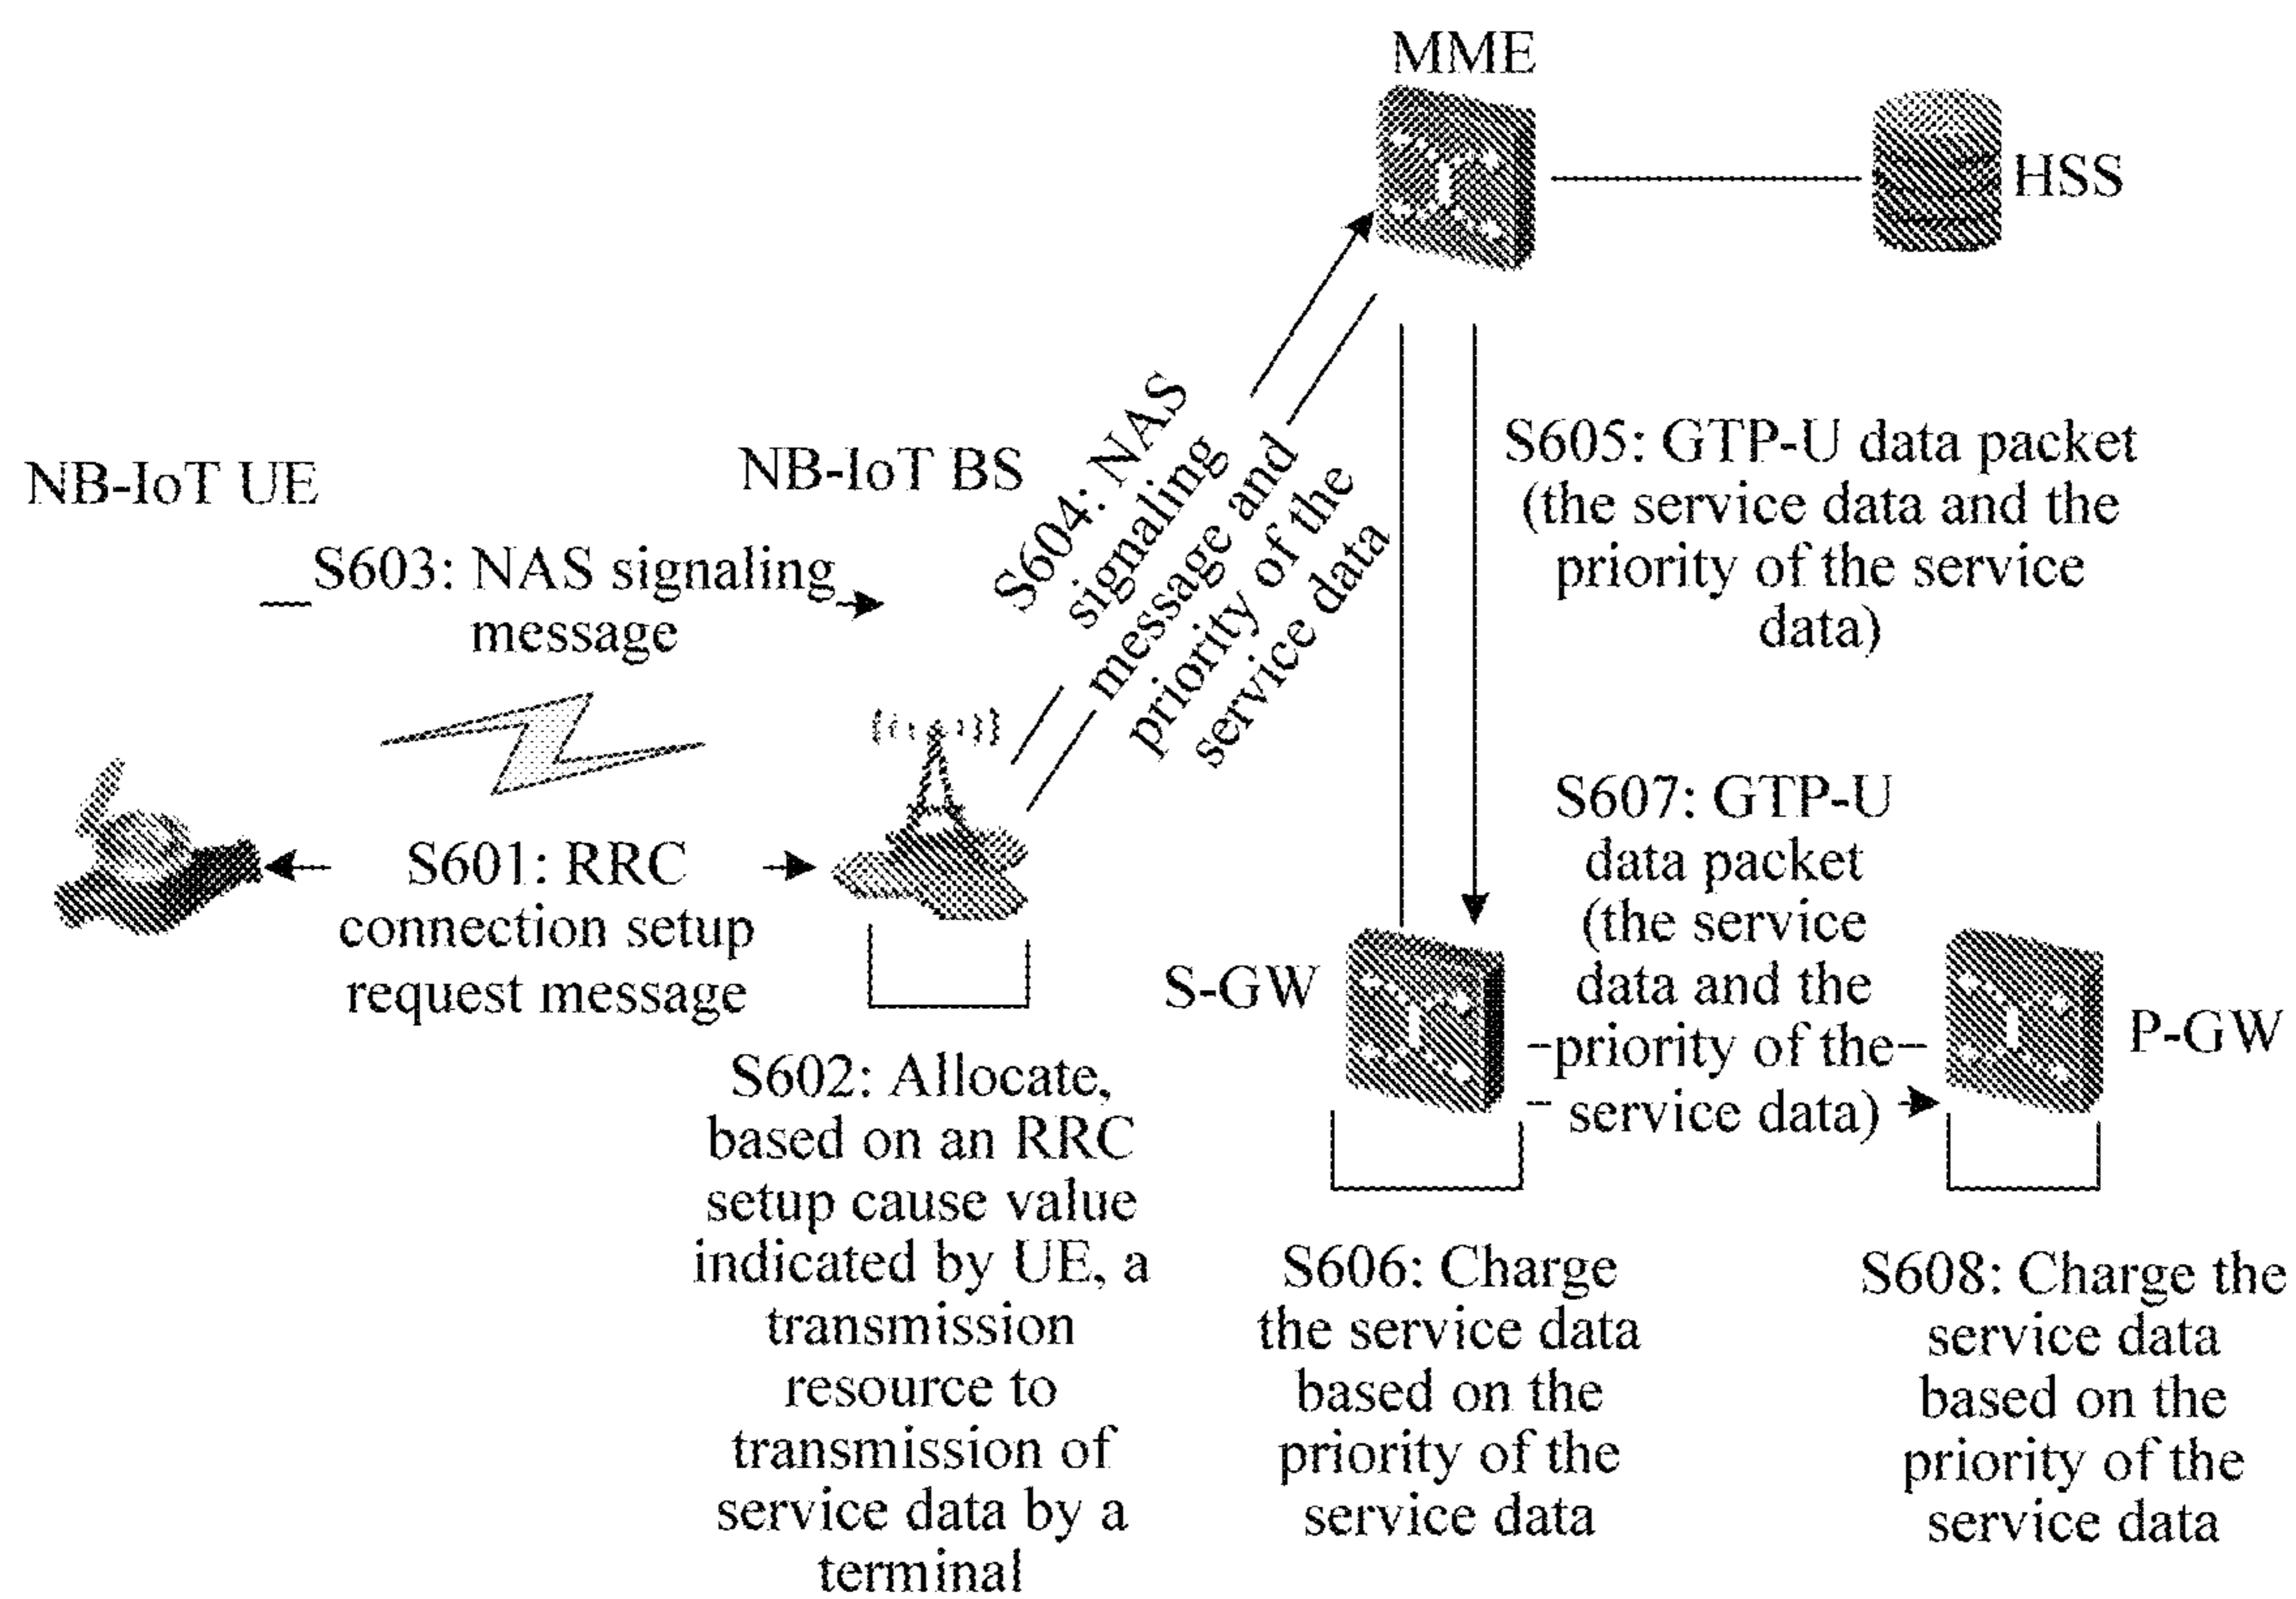 MME
HSS
NB-IoT UE
NB-IoT BS
S603: NAS signaling
message
S604: NAS
signaling
message and
priority of the
service data
S605: GTP-U data packet
(the service data and the
priority of the service
data)
S601: RRC
connection setup
request message
S607: GTP-U
data packet
(the service
data and the
priority of the
service data)
S-GW
P-GW
S602: Allocate,
based on an RRC
setup cause value
indicated by UE, a
transmission
resource to
transmission of
service data by a
terminal
S606: Charge
the service data
based on the
priority of the
service data
S608: Charge the
service data
based on the
priority of the
service data